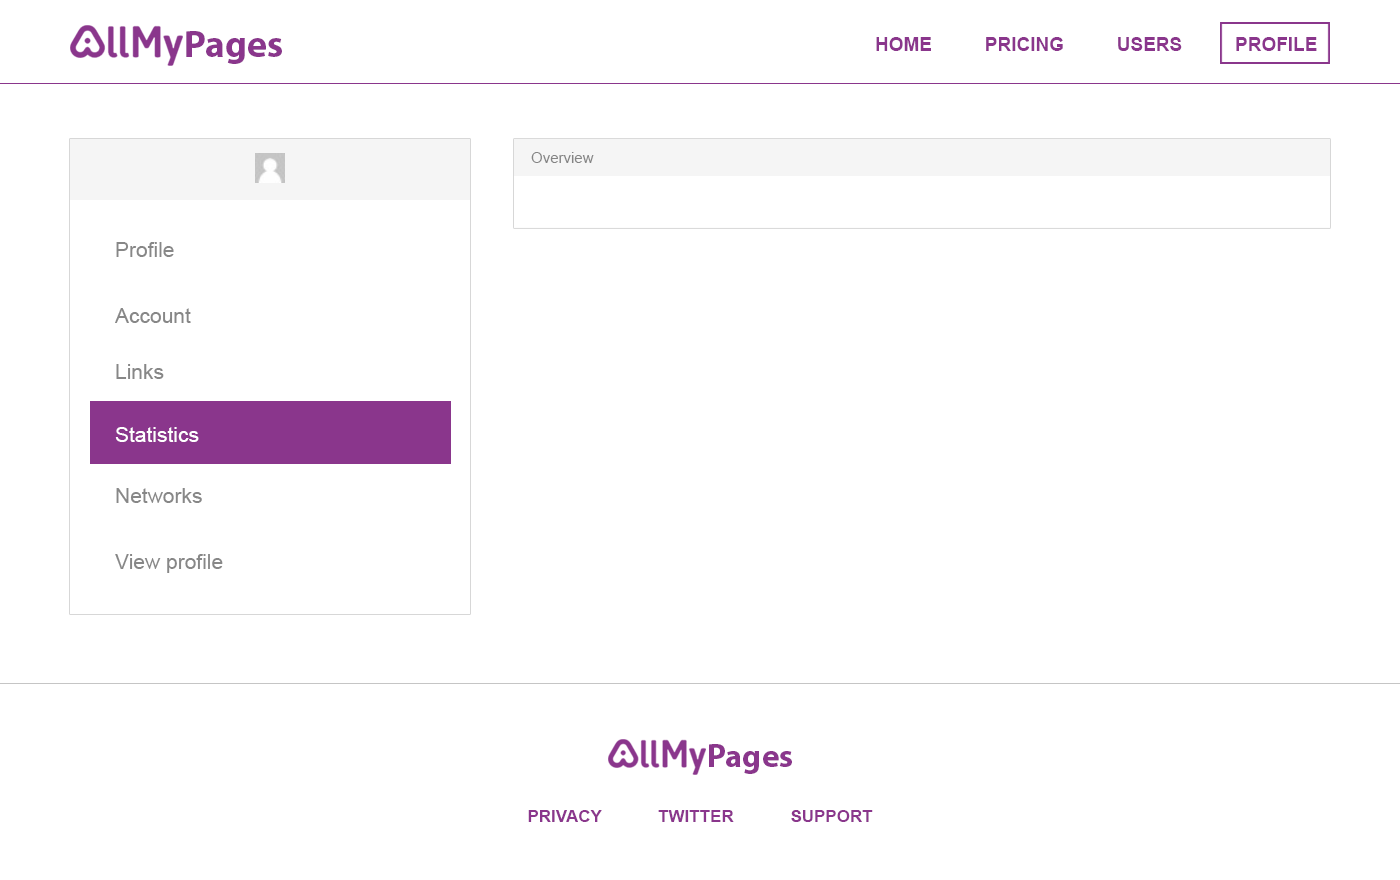 AllMyPages
HOME PRICING USERS PROFILE
Overview
Profile
Account
Links
Statistics
Networks
View profile
AllMyPages
PRIVACY TWITTER SUPPORT